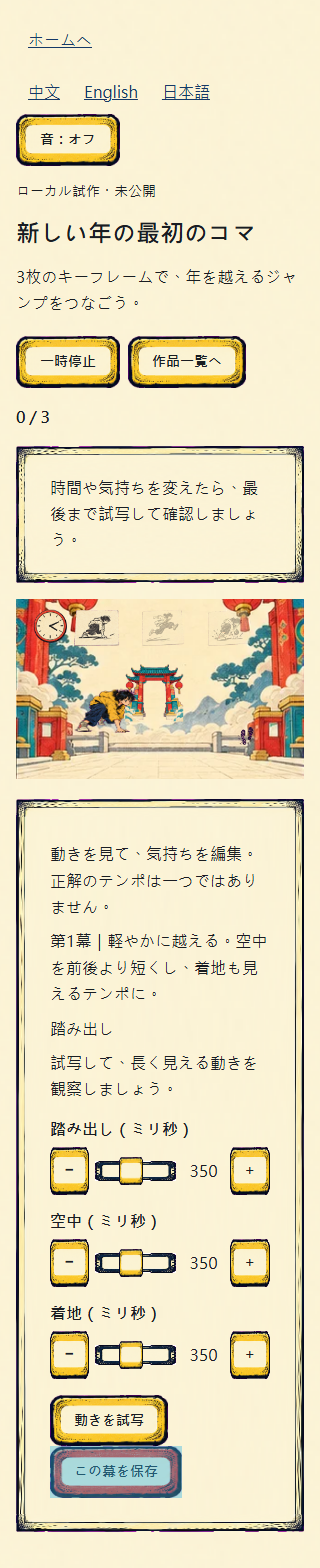 ホームへ
中文 English 日本語
音：オフ
ローカル試作・未公開
新しい年の最初のコマ
3枚のキーフレームで、年を越えるジャ
ンプをつなごう。
一時停止 作品一覧へ
0 / 3
時間や気持ちを変えたら、最
後まで試写して確認しましょ
う。
動きを見て、気持ちを編集。
正解のテンポは一つではあり
ません。
第1幕｜軽やかに越える。空中
を前後より短くし、着地も見
えるテンポに。
踏み出し
試写して、長く見える動きを
観察しましょう。
踏み出し（ミリ秒）
− 350 +
空中（ミリ秒）
− 350 +
着地（ミリ秒）
− 350 +
動きを試写
この幕を保存